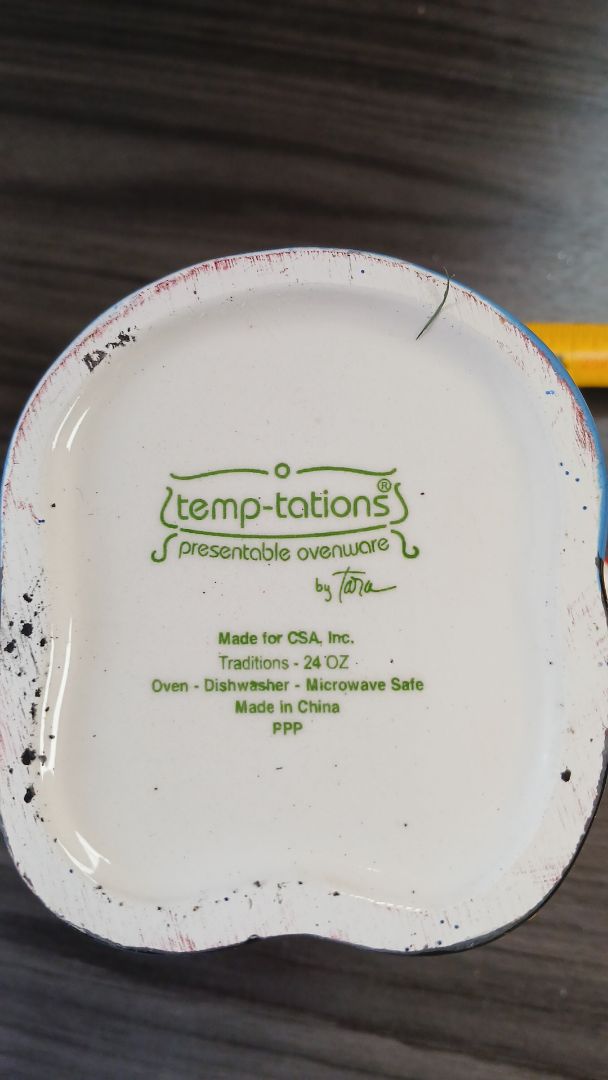 temp-tations®
presentable ovenware
by Tara
Made for CSA, Inc.
Traditions - 24 OZ
Oven - Dishwasher - Microwave Safe
Made in China
PPP